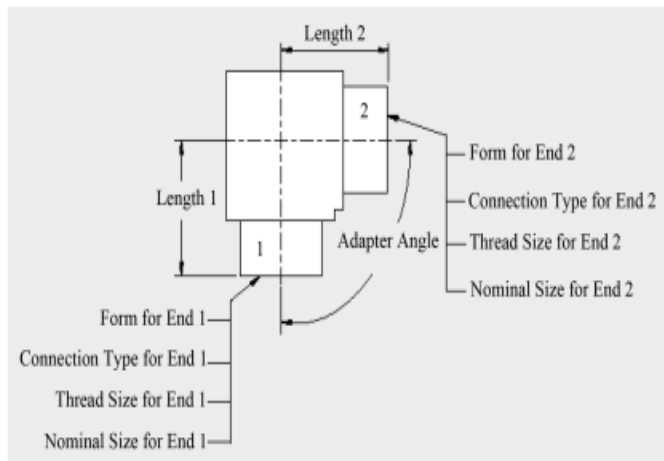 Length 2
2
Form for End 2
Length 1
Connection Type for End 2
Adapter Angle
Thread Size for End 2
1
Nominal Size for End 2
Form for End 1
Connection Type for End 1
Thread Size for End 1
Nominal Size for End 1